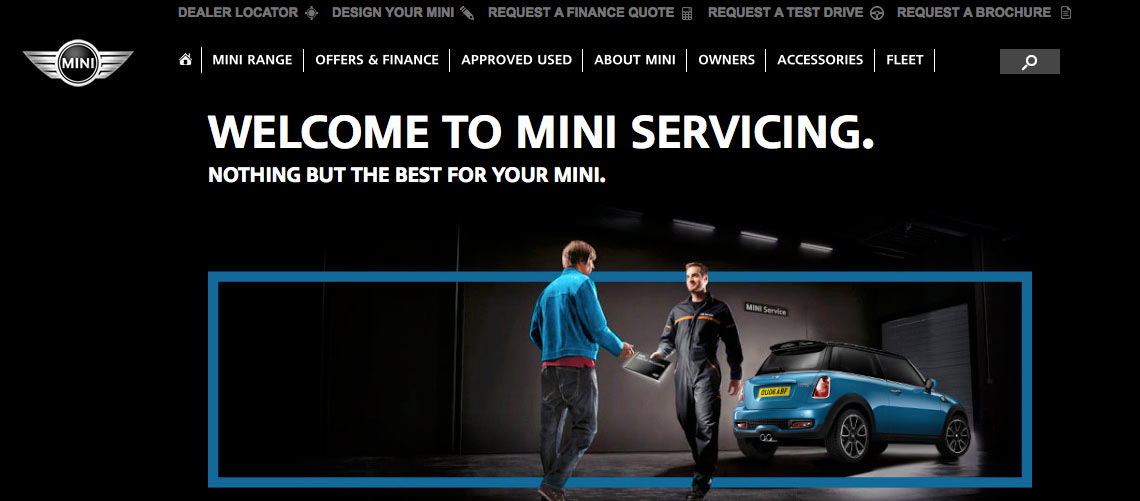 DEALER LOCATOR DESIGN YOUR MINI REQUEST A FINANCE QUOTE REQUEST A TEST DRIVE REQUEST A BROCHURE
MINI
MINI RANGE OFFERS & FINANCE APPROVED USED ABOUT MINI OWNERS ACCESSORIES FLEET
WELCOME TO MINI SERVICING.
NOTHING BUT THE BEST FOR YOUR MINI.
MINI Service